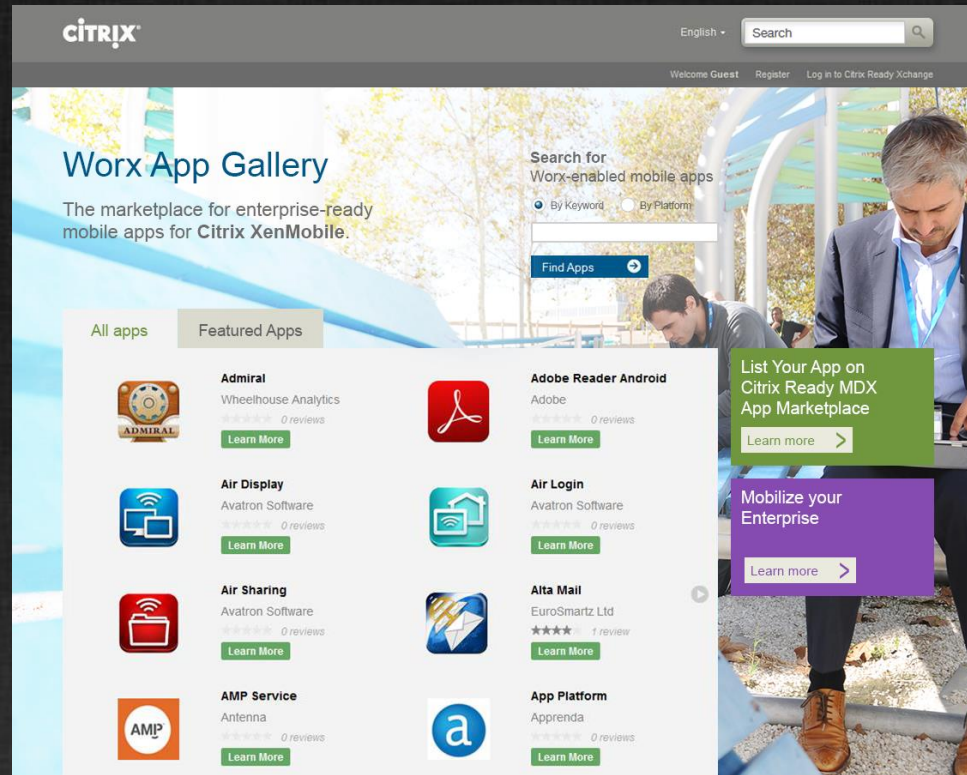 CİTRIX®
English
Search
Welcome Guest Register Log in to Citrix Ready Xchange
Worx App Gallery
The marketplace for enterprise-ready
mobile apps for Citrix XenMobile.
Search for
Worx-enabled mobile apps
By Keyword By Platform
Find Apps
All apps Featured Apps
Admiral
Wheelhouse Analytics
0 reviews
Learn More
ADMIRAL
Adobe Reader Android
Adobe
0 reviews
Learn More
Air Display
Avatron Software
0 reviews
Learn More
Air Login
Avatron Software
0 reviews
Learn More
Air Sharing
Avatron Software
0 reviews
Learn More
Alta Mail
EuroSmartz Ltd
1 review
Learn More
AMP Service
Antenna
0 reviews
Learn More
AMP
App Platform
Apprenda
0 reviews
Learn More
a
List Your App on
Citrix Ready MDX
App Marketplace
Learn more
Mobilize your
Enterprise
Learn more